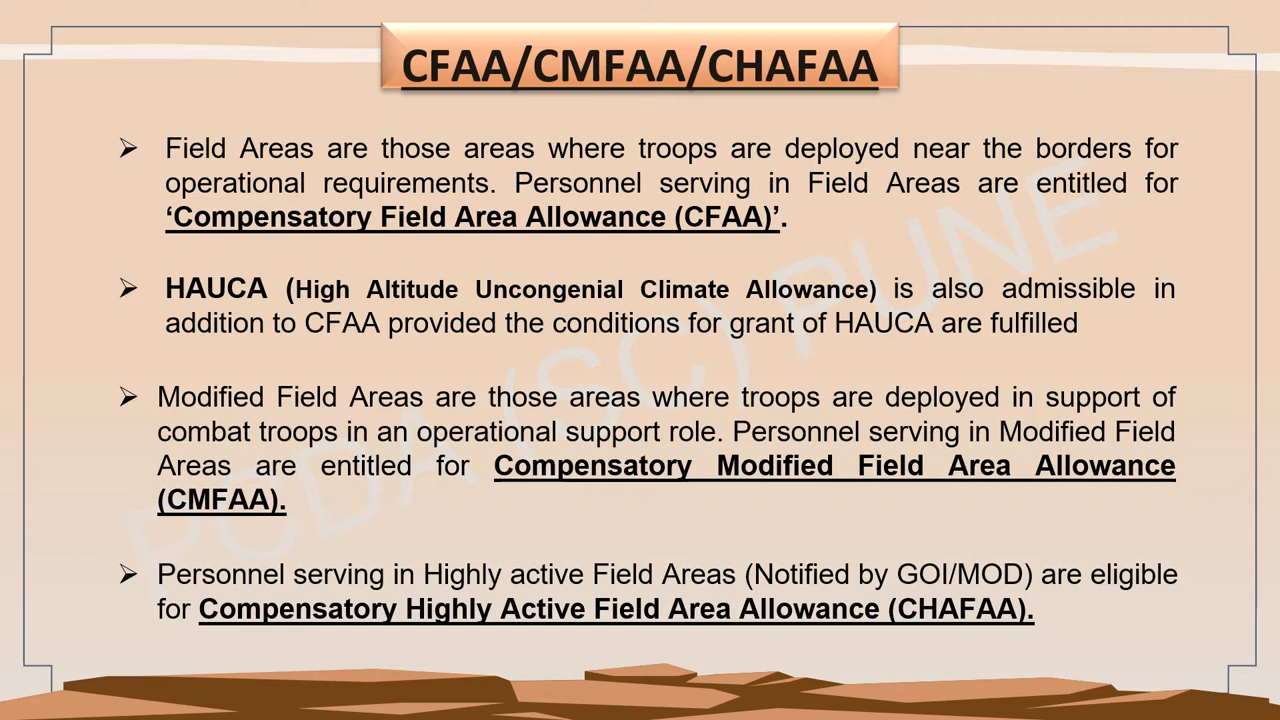 CFAA/CMFAA/CHAFAA
➢ Field Areas are those areas where troops are deployed near the borders for
operational requirements. Personnel serving in Field Areas are entitled for
‘Compensatory Field Area Allowance (CFAA)’.
➢ HAUCA (High Altitude Uncongenial Climate Allowance) is also admissible in
addition to CFAA provided the conditions for grant of HAUCA are fulfilled
➢ Modified Field Areas are those areas where troops are deployed in support of
combat troops in an operational support role. Personnel serving in Modified Field
Areas are entitled for Compensatory Modified Field Area Allowance
(CMFAA).
➢ Personnel serving in Highly active Field Areas (Notified by GOI/MOD) are eligible
for Compensatory Highly Active Field Area Allowance (CHAFAA).
PCDA (SC) PUNE